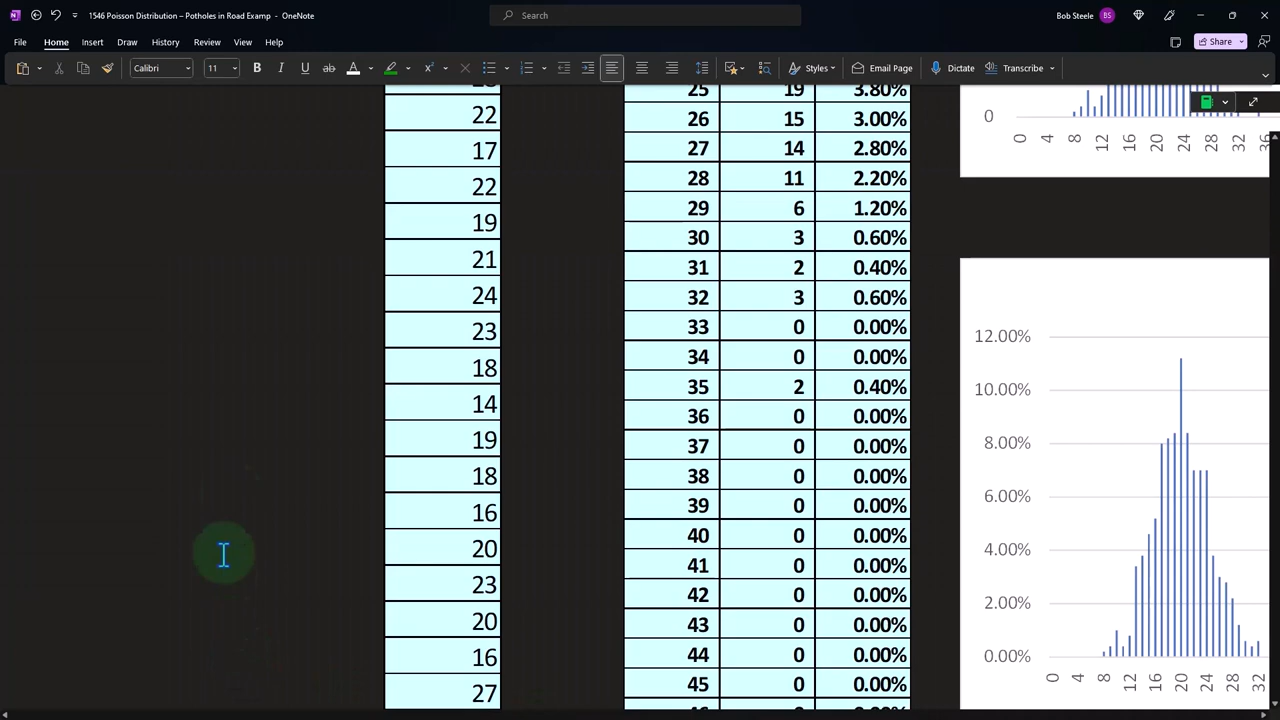 1546 Poisson Distribution – Potholes in Road Examp - OneNote
Search
Bob Steele BS
File Home Insert Draw History Review View Help
Share
Calibri 11 B I U ab A x² Styles Email Page Dictate Transcribe
22
17
22
19
21
24
23
18
14
19
18
16
20
23
20
16
27
25 19 3.80%
26 15 3.00%
27 14 2.80%
28 11 2.20%
29 6 1.20%
30 3 0.60%
31 2 0.40%
32 3 0.60%
33 0 0.00%
34 0 0.00%
35 2 0.40%
36 0 0.00%
37 0 0.00%
38 0 0.00%
39 0 0.00%
40 0 0.00%
41 0 0.00%
42 0 0.00%
43 0 0.00%
44 0 0.00%
45 0 0.00%
0
0 4 8 12 16 20 24 28 32 36
12.00%
10.00%
8.00%
6.00%
4.00%
2.00%
0.00%
0 4 8 12 16 20 24 28 32